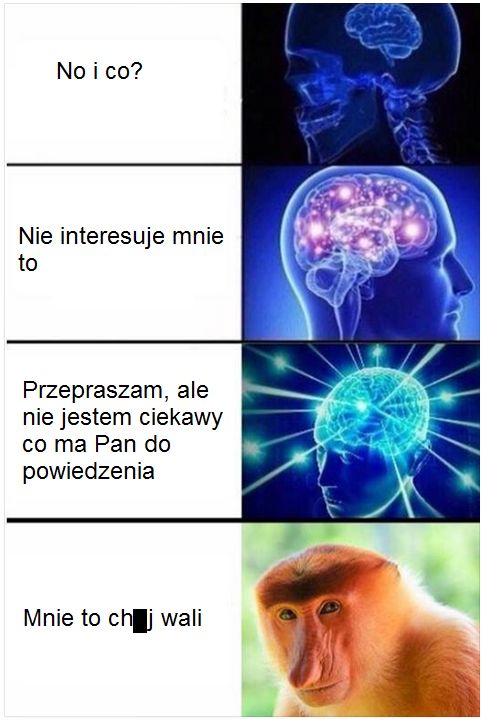 No i co?
Nie interesuje mnie
to
Przepraszam, ale
nie jestem ciekawy
co ma Pan do
powiedzenia
Mnie to ch█j wali